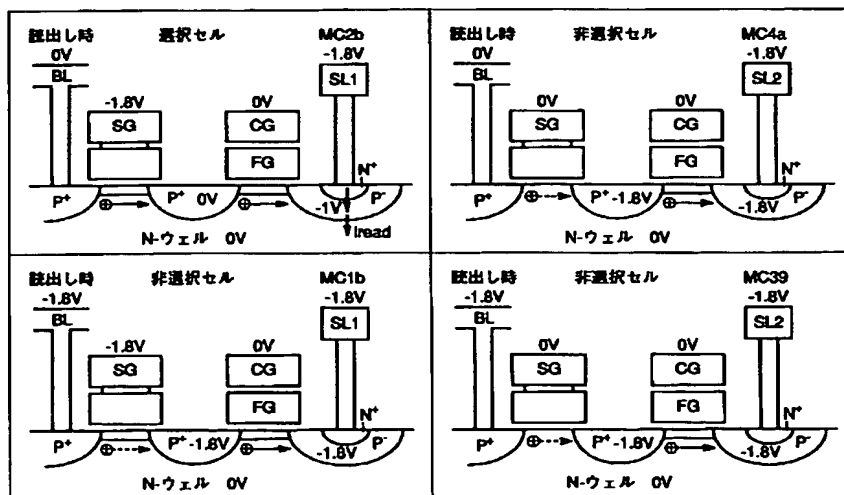 読出し時 選択セル MC2b
0V -1.8V
BL SL1
-1.8V 0V
SG CG
FG
N+
P+ P+ 0V P-
-1V
Iread
N-ウェル 0V
読出し時 非選択セル MC4a
0V -1.8V
BL SL2
0V 0V
SG CG
FG
N+
P+ P+ -1.8V P-
-1.8V
N-ウェル 0V
読出し時 非選択セル MC1b
-1.8V -1.8V
BL SL1
-1.8V 0V
SG CG
FG
N+
P+ P+ -1.8V P-
-1.8V
N-ウェル 0V
読出し時 非選択セル MC39
-1.8V -1.8V
BL SL2
0V 0V
SG CG
FG
N+
P+ P+ -1.8V P-
-1.8V
N-ウェル 0V